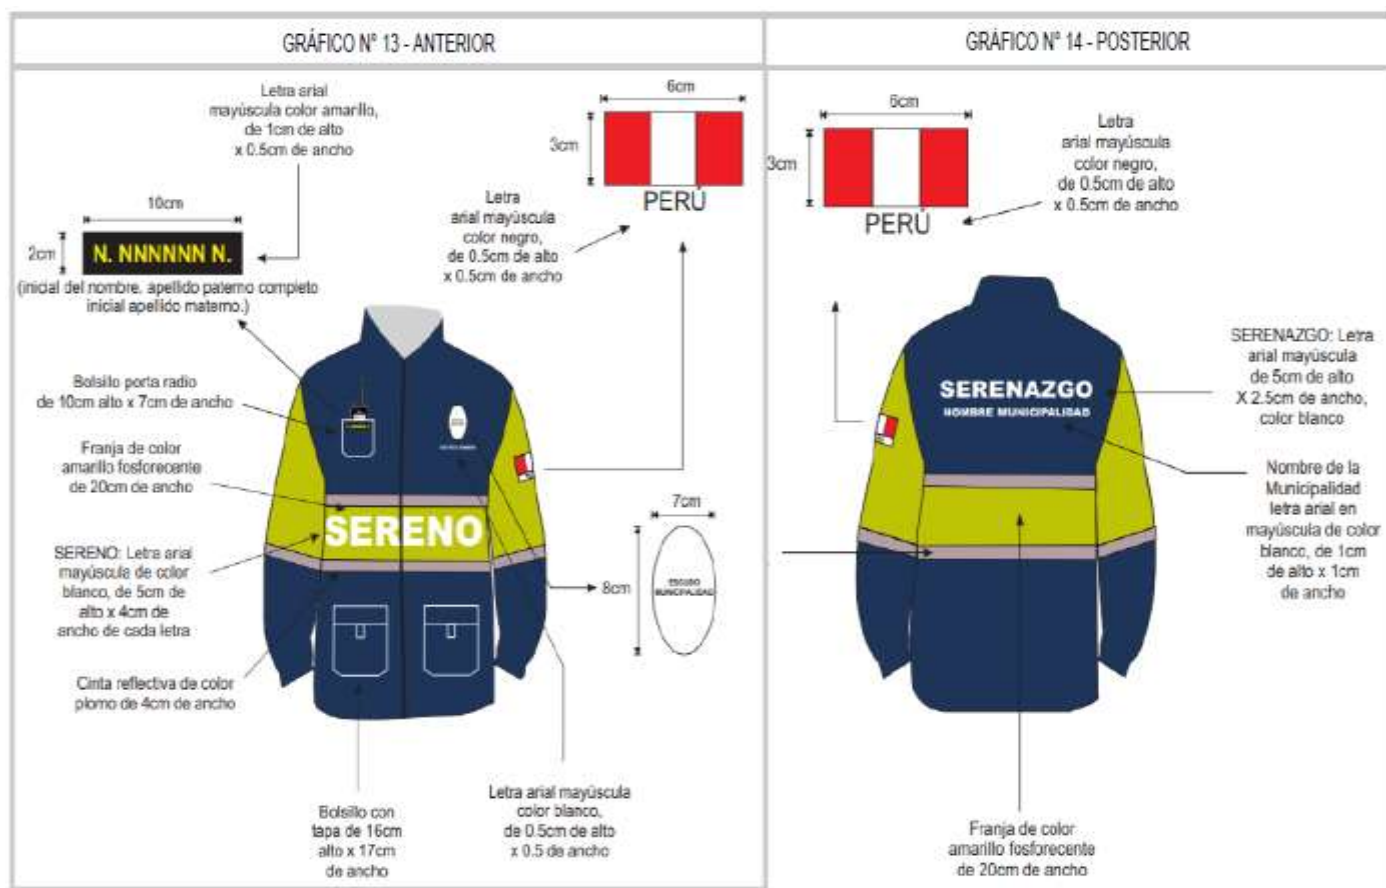 GRÁFICO Nº 13 - ANTERIOR
Letra arial
mayúscula color amarillo,
de 1cm de alto
x 0.5cm de ancho
10cm
2cm
N. NNNNNN N.
(inicial del nombre, apellido paterno completo
inicial apellido materno.)
6cm
3cm
PERÚ
Letra
arial mayúscula
color negro,
de 0.5cm de alto
x 0.5cm de ancho
Bolsillo porta radio
de 10cm alto x 7cm de ancho
Franja de color
amarillo fosforecente
de 20cm de ancho
SERENO: Letra arial
mayúscula de color
blanco, de 5cm de
alto x 4cm de
ancho de cada letra
Cinta reflectiva de color
plomo de 4cm de ancho
SERENO
7cm
8cm
ESCUDO
MUNICIPALIDAD
Bolsillo con
tapa de 16cm
alto x 17cm
de ancho
Letra arial mayúscula
color blanco,
de 0.5cm de alto
x 0.5 de ancho
GRÁFICO Nº 14 - POSTERIOR
6cm
3cm
PERÚ
Letra
arial mayúscula
color negro,
de 0.5cm de alto
x 0.5cm de ancho
SERENAZGO
NOMBRE MUNICIPALIDAD
SERENAZGO: Letra
arial mayúscula
de 5cm de alto
X 2.5cm de ancho,
color blanco
Nombre de la
Municipalidad
letra arial en
mayúscula de color
blanco, de 1cm
de alto x 1cm
de ancho
Franja de color
amarillo fosforecente
de 20cm de ancho